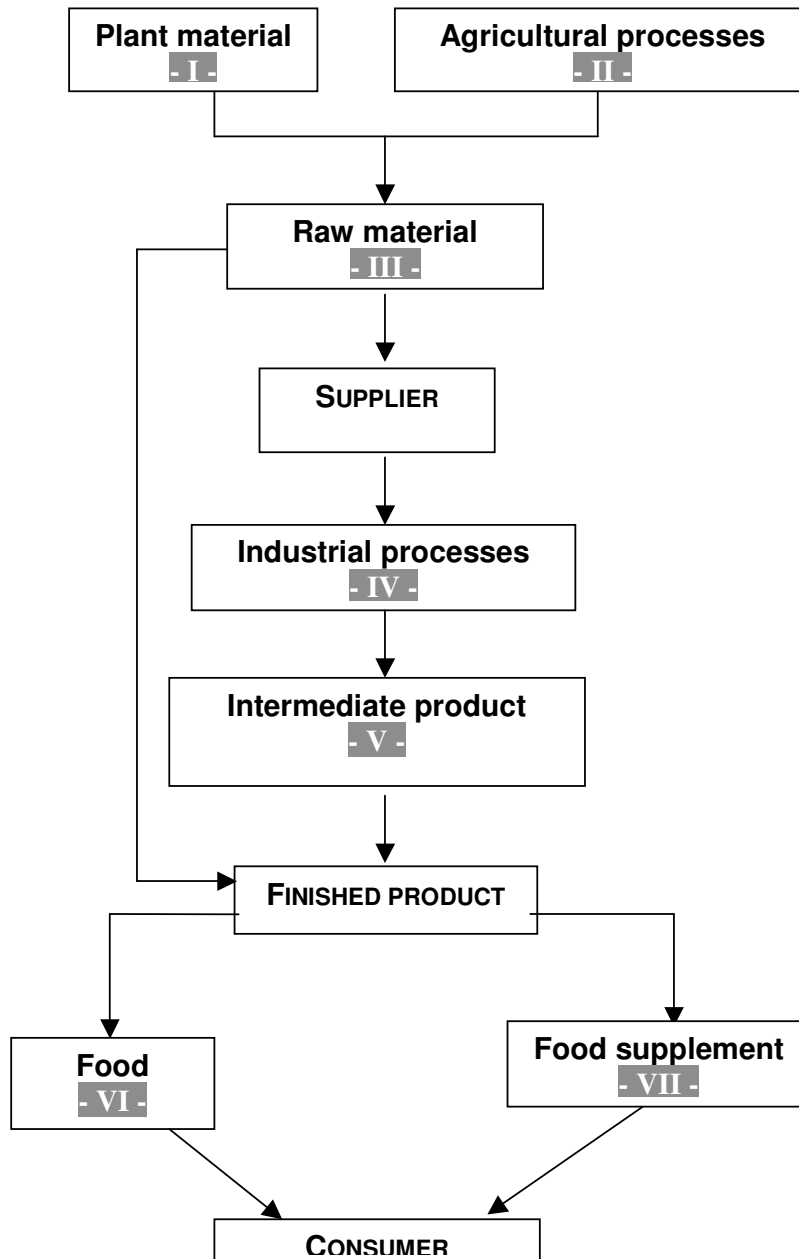 Plant material
- I -
Agricultural processes
- II -
Raw material
- III -
SUPPLIER
Industrial processes
- IV -
Intermediate product
- V -
FINISHED PRODUCT
Food
- VI -
Food supplement
- VII -
CONSUMER